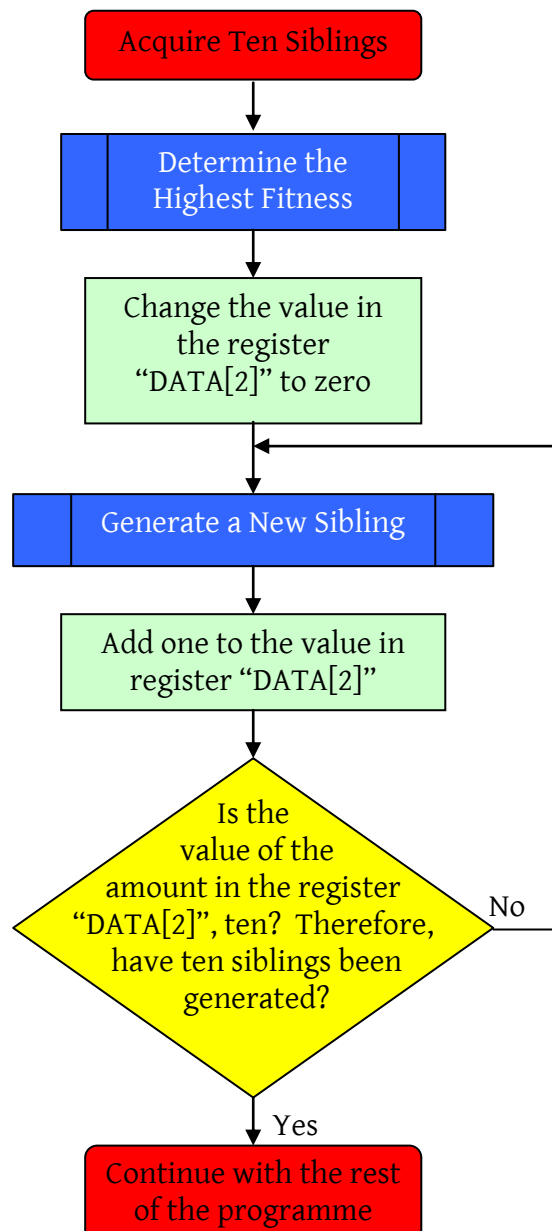 Acquire Ten Siblings
Determine the
Highest Fitness
Change the value in
the register
“DATA[2]” to zero
Generate a New Sibling
Add one to the value in
register “DATA[2]”
Is the
value of the
amount in the register
“DATA[2]”, ten?  Therefore,
have ten siblings been
generated?
No
Yes
Continue with the rest
of the programme